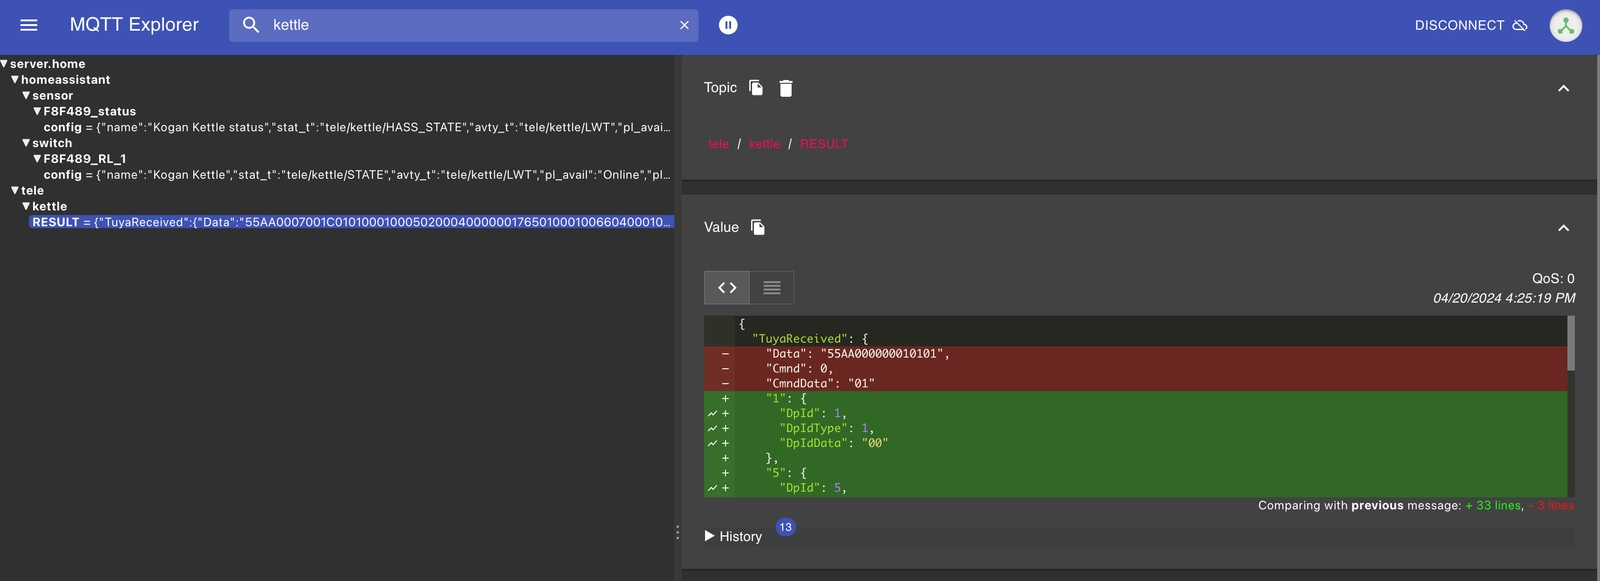 MQTT Explorer
kettle
DISCONNECT
▼server.home
▼homeassistant
▼sensor
▼F8F489_status
config = {"name":"Kogan Kettle status","stat_t":"tele/kettle/HASS_STATE","avty_t":"tele/kettle/LWT","pl_avai...
▼switch
▼F8F489_RL_1
config = {"name":"Kogan Kettle","stat_t":"tele/kettle/STATE","avty_t":"tele/kettle/LWT","pl_avail":"Online","pl...
▼tele
▼kettle
RESULT = {"TuyaReceived":{"Data":"55AA0007001C010100010005020004000000176501000100660400010...
Topic
tele / kettle / RESULT
Value
QoS: 0
04/20/2024 4:25:19 PM
{
"TuyaReceived": {
- "Data": "55AA000000010101",
- "Cmnd": 0,
- "CmndData": "01"
+ "1": {
+ "DpId": 1,
+ "DpIdType": 1,
+ "DpIdData": "00"
+ },
+ "5": {
+ "DpId": 5,
Comparing with previous message: + 33 lines, - 3 lines
▶ History 13